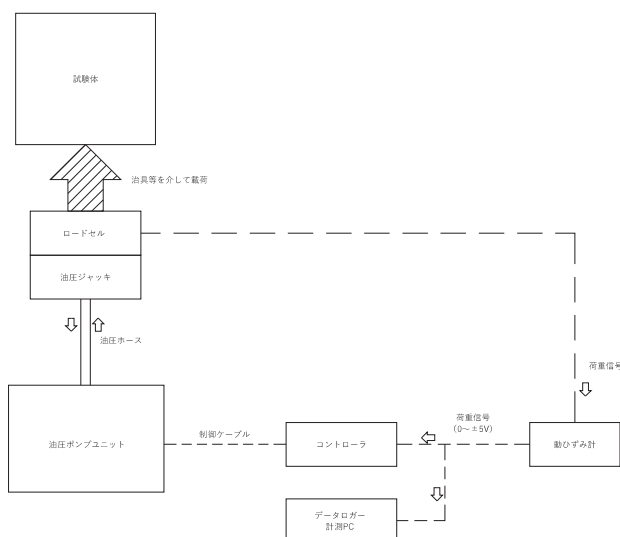 試験体
治具等を介して載荷
ロードセル
油圧ジャッキ
油圧ホース
荷重信号
油圧ポンプユニット
制御ケーブル
コントローラ
荷重信号
(0～±5V)
動ひずみ計
データロガー
計測PC